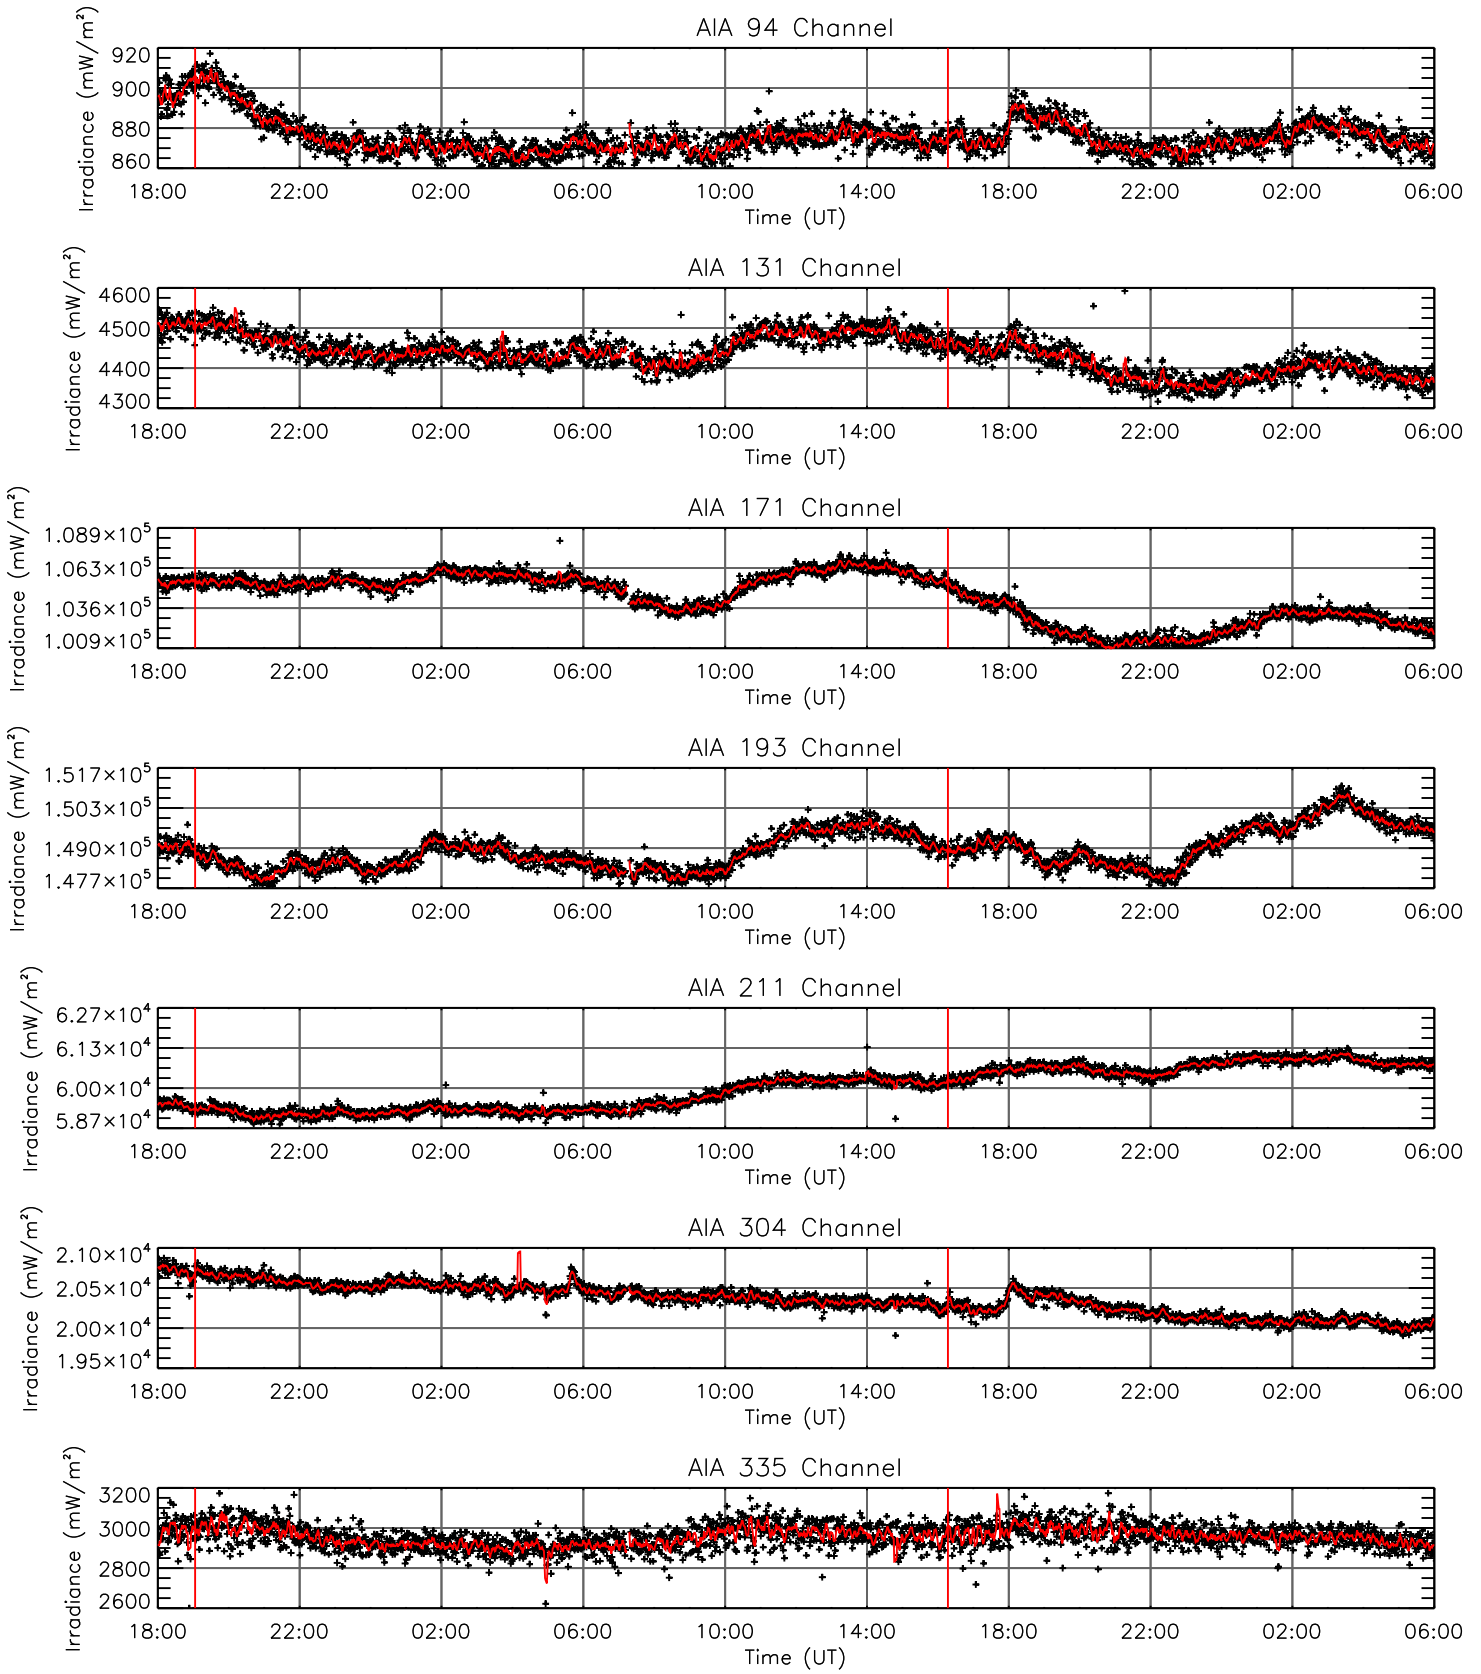 AIA 94 Channel
Irradiance (mW/m²)
920
900
880
860
18:00 22:00 02:00 06:00 10:00 14:00 18:00 22:00 02:00 06:00
Time (UT)
AIA 131 Channel
Irradiance (mW/m²)
4600
4500
4400
4300
18:00 22:00 02:00 06:00 10:00 14:00 18:00 22:00 02:00 06:00
Time (UT)
AIA 171 Channel
Irradiance (mW/m²)
1.089×10⁵
1.063×10⁵
1.036×10⁵
1.009×10⁵
18:00 22:00 02:00 06:00 10:00 14:00 18:00 22:00 02:00 06:00
Time (UT)
AIA 193 Channel
Irradiance (mW/m²)
1.517×10⁵
1.503×10⁵
1.490×10⁵
1.477×10⁵
18:00 22:00 02:00 06:00 10:00 14:00 18:00 22:00 02:00 06:00
Time (UT)
AIA 211 Channel
Irradiance (mW/m²)
6.27×10⁴
6.13×10⁴
6.00×10⁴
5.87×10⁴
18:00 22:00 02:00 06:00 10:00 14:00 18:00 22:00 02:00 06:00
Time (UT)
AIA 304 Channel
Irradiance (mW/m²)
2.10×10⁴
2.05×10⁴
2.00×10⁴
1.95×10⁴
18:00 22:00 02:00 06:00 10:00 14:00 18:00 22:00 02:00 06:00
Time (UT)
AIA 335 Channel
Irradiance (mW/m²)
3200
3000
2800
2600
18:00 22:00 02:00 06:00 10:00 14:00 18:00 22:00 02:00 06:00
Time (UT)